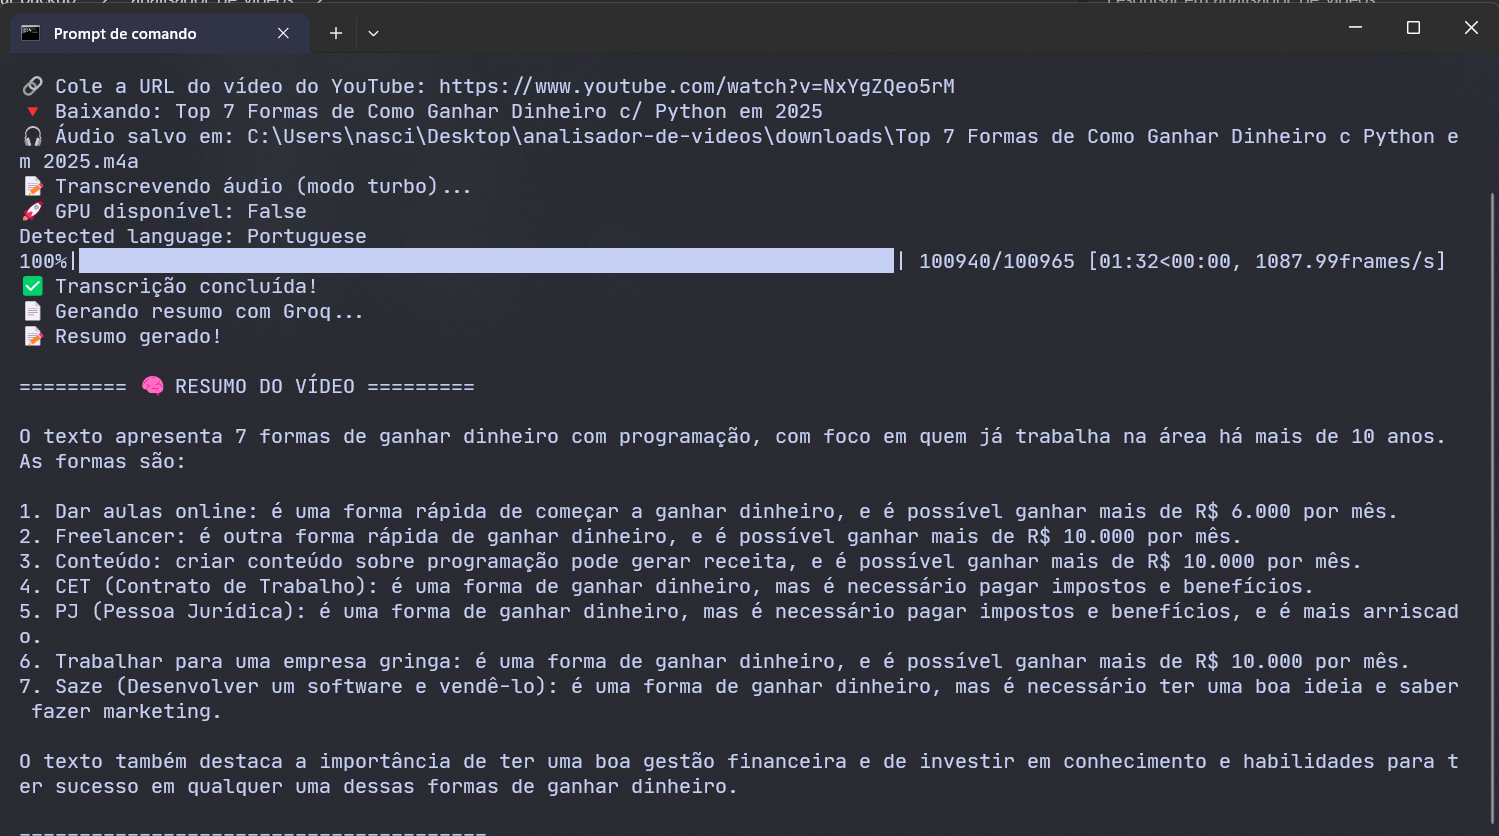 Prompt de comando
🔗 Cole a URL do vídeo do YouTube: https://www.youtube.com/watch?v=NxYgZQeo5rM
🔻 Baixando: Top 7 Formas de Como Ganhar Dinheiro c/ Python em 2025
🎧 Áudio salvo em: C:\Users\nasci\Desktop\analisador-de-videos\downloads\Top 7 Formas de Como Ganhar Dinheiro c Python e
m 2025.m4a
📝 Transcrevendo áudio (modo turbo)...
🚀 GPU disponível: False
Detected language: Portuguese
100%|██████████| 100940/100965 [01:32<00:00, 1087.99frames/s]
✅ Transcrição concluída!
📄 Gerando resumo com Groq...
📝 Resumo gerado!
========= 🧠 RESUMO DO VÍDEO =========
O texto apresenta 7 formas de ganhar dinheiro com programação, com foco em quem já trabalha na área há mais de 10 anos.
As formas são:
1. Dar aulas online: é uma forma rápida de começar a ganhar dinheiro, e é possível ganhar mais de R$ 6.000 por mês.
2. Freelancer: é outra forma rápida de ganhar dinheiro, e é possível ganhar mais de R$ 10.000 por mês.
3. Conteúdo: criar conteúdo sobre programação pode gerar receita, e é possível ganhar mais de R$ 10.000 por mês.
4. CET (Contrato de Trabalho): é uma forma de ganhar dinheiro, mas é necessário pagar impostos e benefícios.
5. PJ (Pessoa Jurídica): é uma forma de ganhar dinheiro, mas é necessário pagar impostos e benefícios, e é mais arriscad
o.
6. Trabalhar para uma empresa gringa: é uma forma de ganhar dinheiro, e é possível ganhar mais de R$ 10.000 por mês.
7. Saze (Desenvolver um software e vendê-lo): é uma forma de ganhar dinheiro, mas é necessário ter uma boa ideia e saber
fazer marketing.
O texto também destaca a importância de ter uma boa gestão financeira e de investir em conhecimento e habilidades para t
er sucesso em qualquer uma dessas formas de ganhar dinheiro.
=======================================